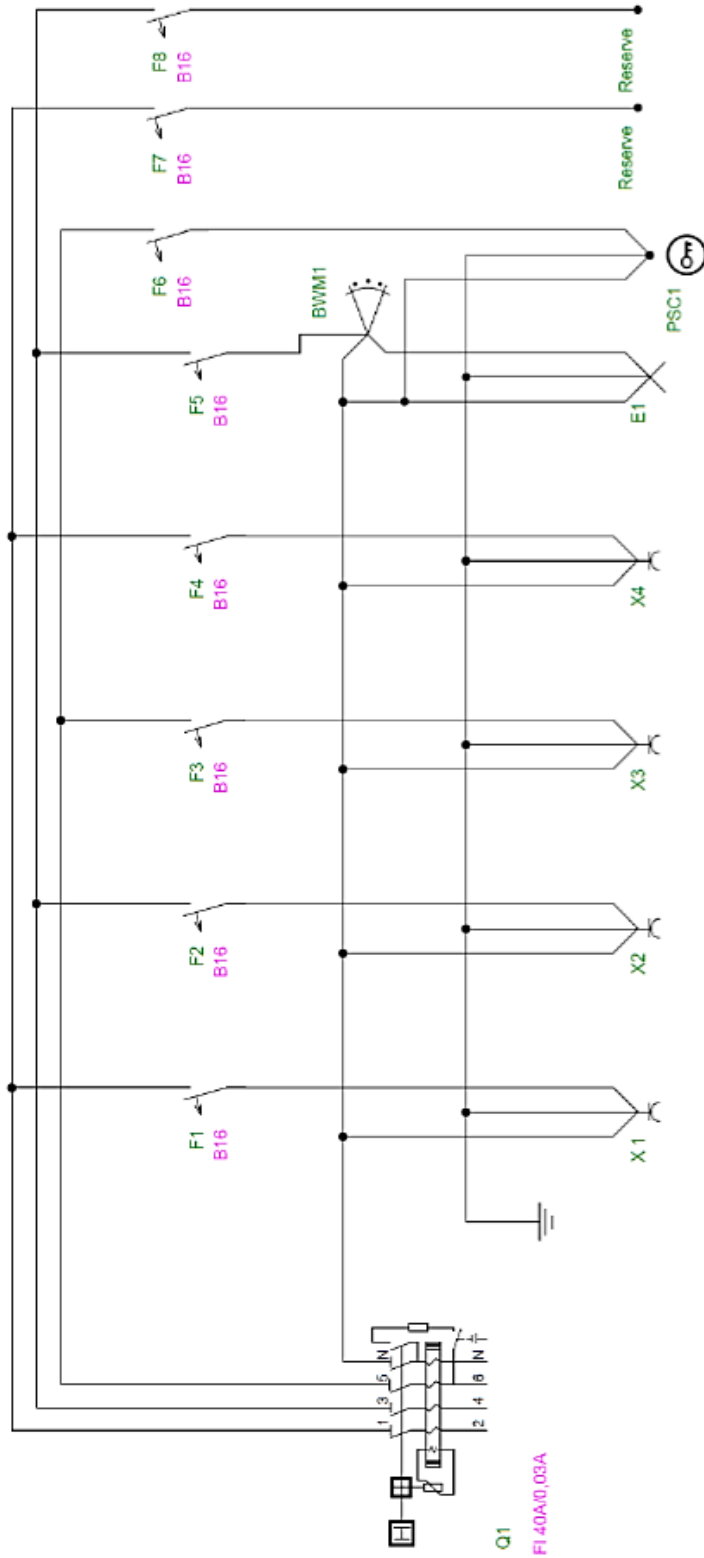 F6
B16
F7
B16
F8
B16
F1
B16
F2
B16
F3
B16
F4
B16
F5
B16
BWM1
1 3 5 N
2 4 6 N
Q1
FI 40A/0,03A
X1
X2
X3
X4
E1
PSC1
Reserve
Reserve